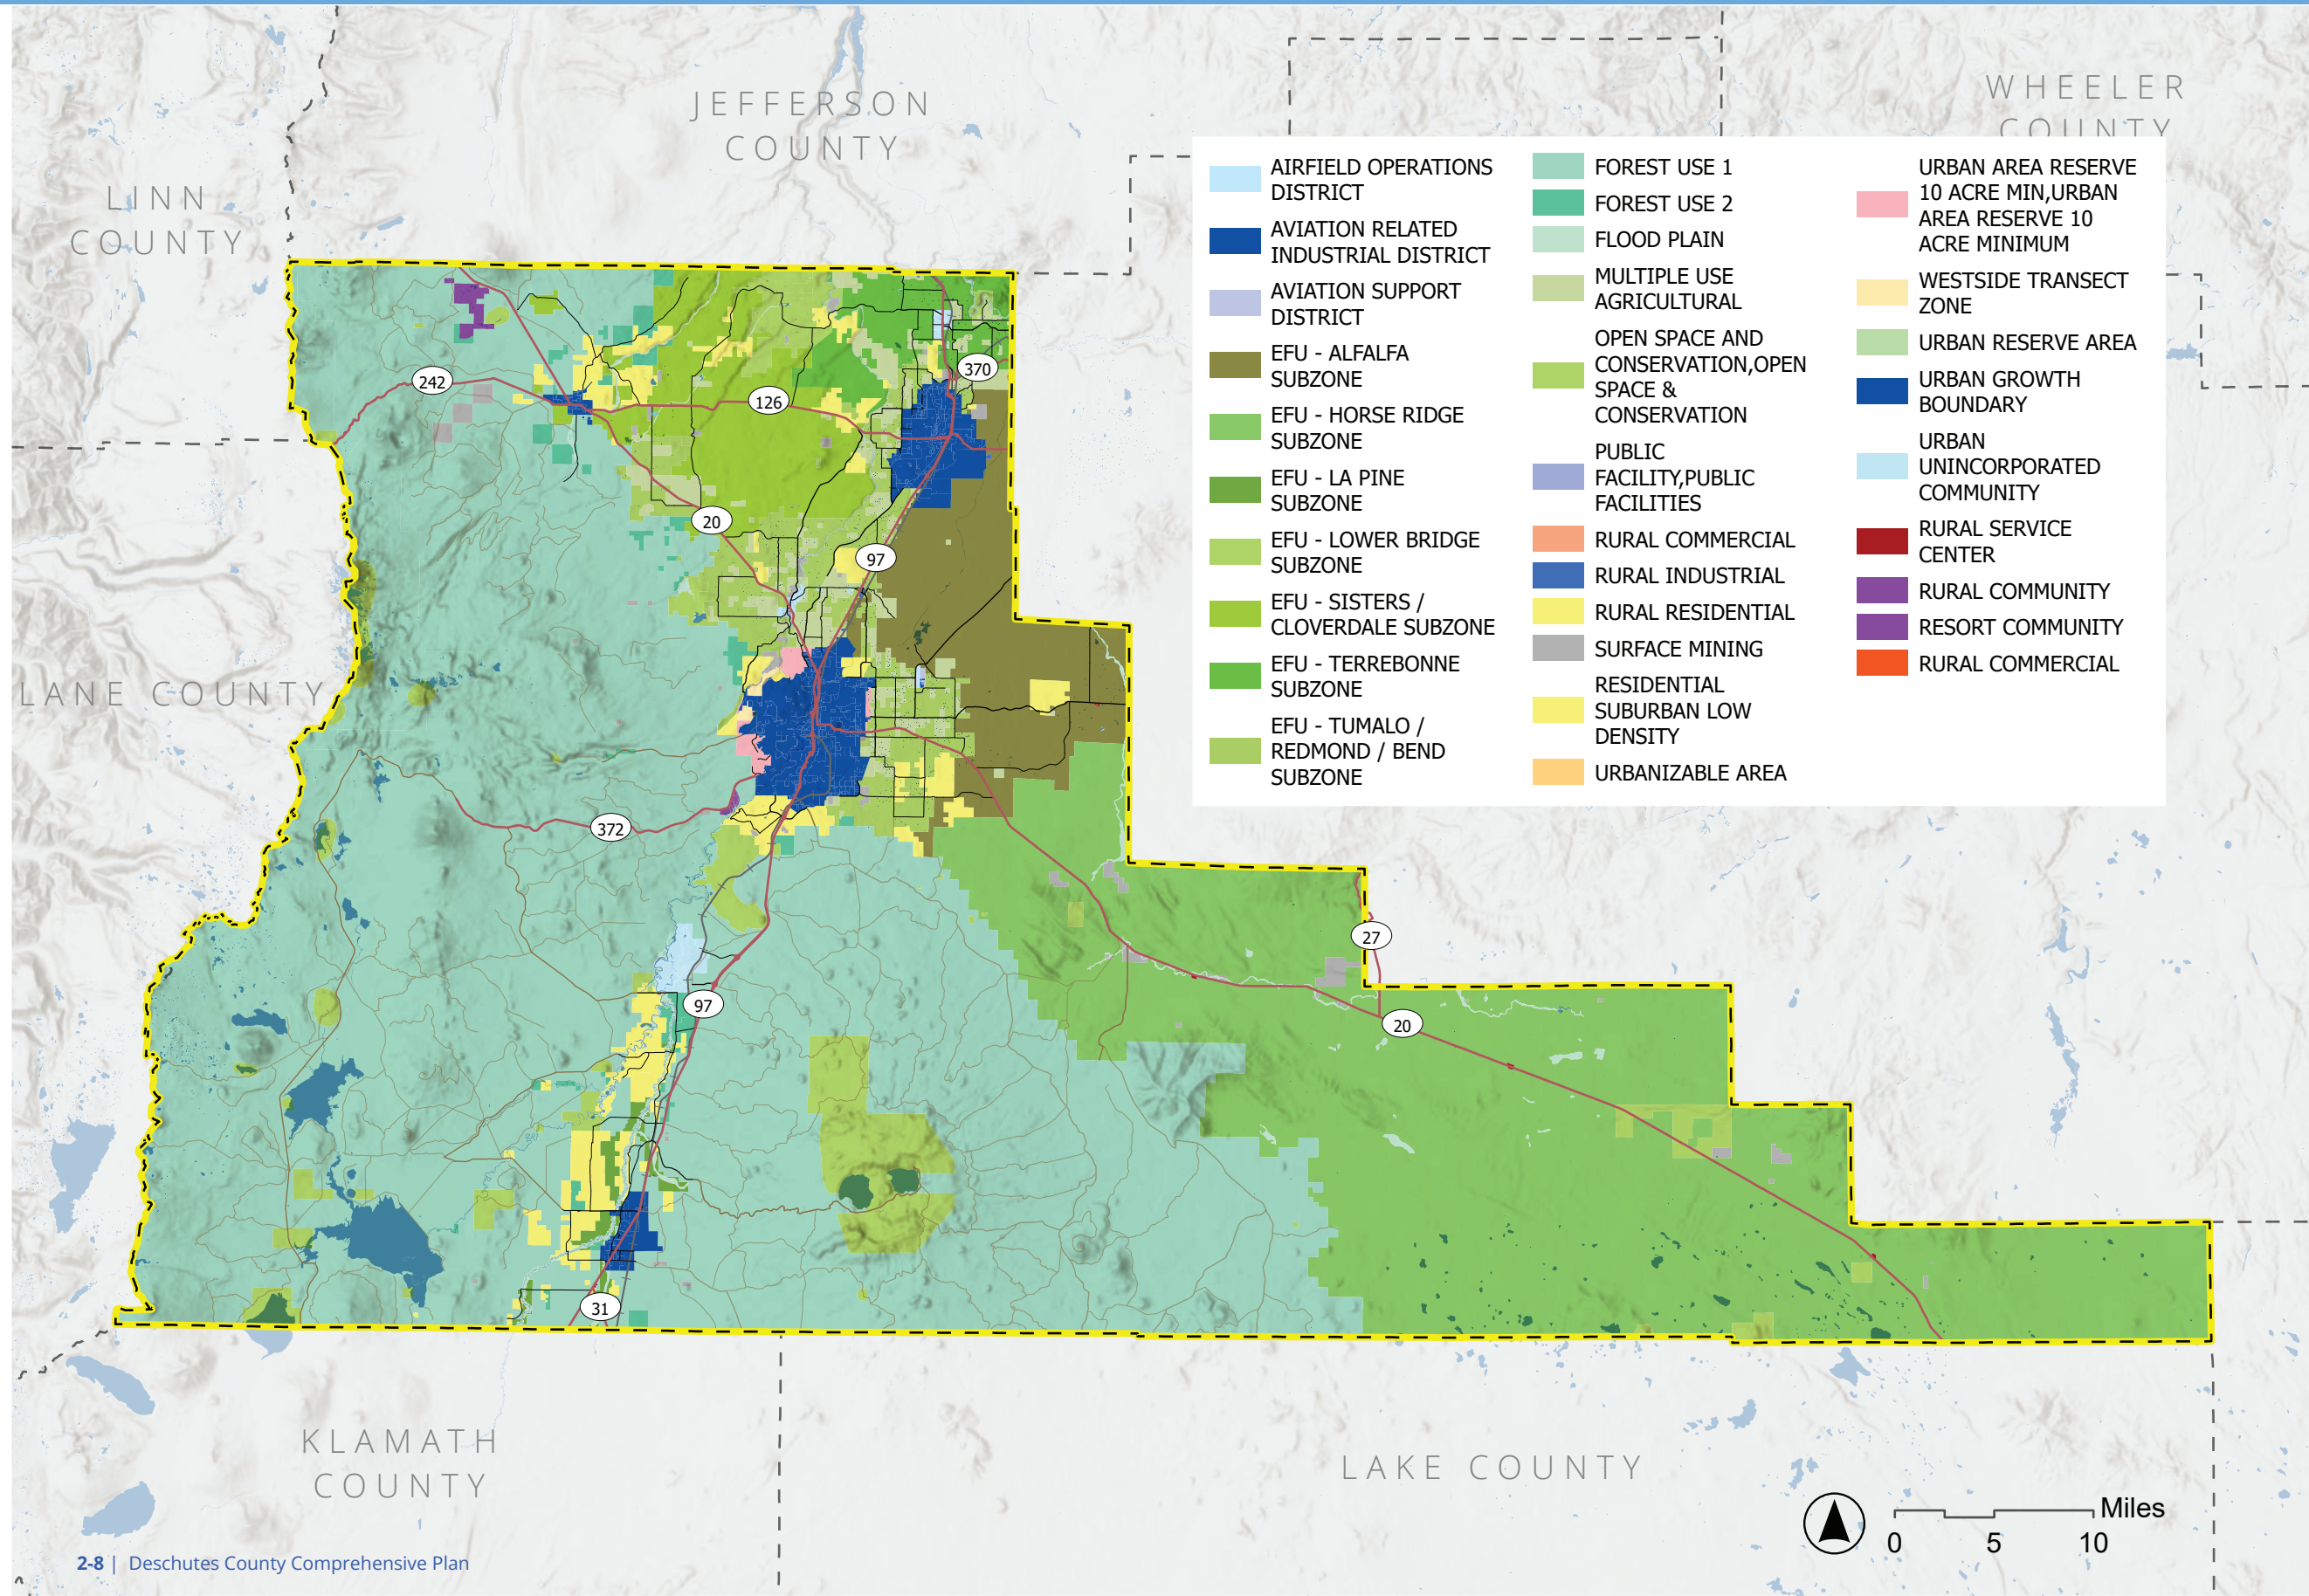 JEFFERSON
COUNTY
WHEELER
COUNTY
LINN
COUNTY
LANE COUNTY
KLAMATH
COUNTY
LAKE COUNTY
242
126
370
20
97
372
97
27
20
31
AIRFIELD OPERATIONS
DISTRICT
AVIATION RELATED
INDUSTRIAL DISTRICT
AVIATION SUPPORT
DISTRICT
EFU - ALFALFA
SUBZONE
EFU - HORSE RIDGE
SUBZONE
EFU - LA PINE
SUBZONE
EFU - LOWER BRIDGE
SUBZONE
EFU - SISTERS /
CLOVERDALE SUBZONE
EFU - TERREBONNE
SUBZONE
EFU - TUMALO /
REDMOND / BEND
SUBZONE
FOREST USE 1
FOREST USE 2
FLOOD PLAIN
MULTIPLE USE
AGRICULTURAL
OPEN SPACE AND
CONSERVATION,OPEN
SPACE &
CONSERVATION
PUBLIC
FACILITY,PUBLIC
FACILITIES
RURAL COMMERCIAL
RURAL INDUSTRIAL
RURAL RESIDENTIAL
SURFACE MINING
RESIDENTIAL
SUBURBAN LOW
DENSITY
URBANIZABLE AREA
URBAN AREA RESERVE
10 ACRE MIN,URBAN
AREA RESERVE 10
ACRE MINIMUM
WESTSIDE TRANSECT
ZONE
URBAN RESERVE AREA
URBAN GROWTH
BOUNDARY
URBAN
UNINCORPORATED
COMMUNITY
RURAL SERVICE
CENTER
RURAL COMMUNITY
RESORT COMMUNITY
RURAL COMMERCIAL
Miles
0 5 10
2-8 | Deschutes County Comprehensive Plan